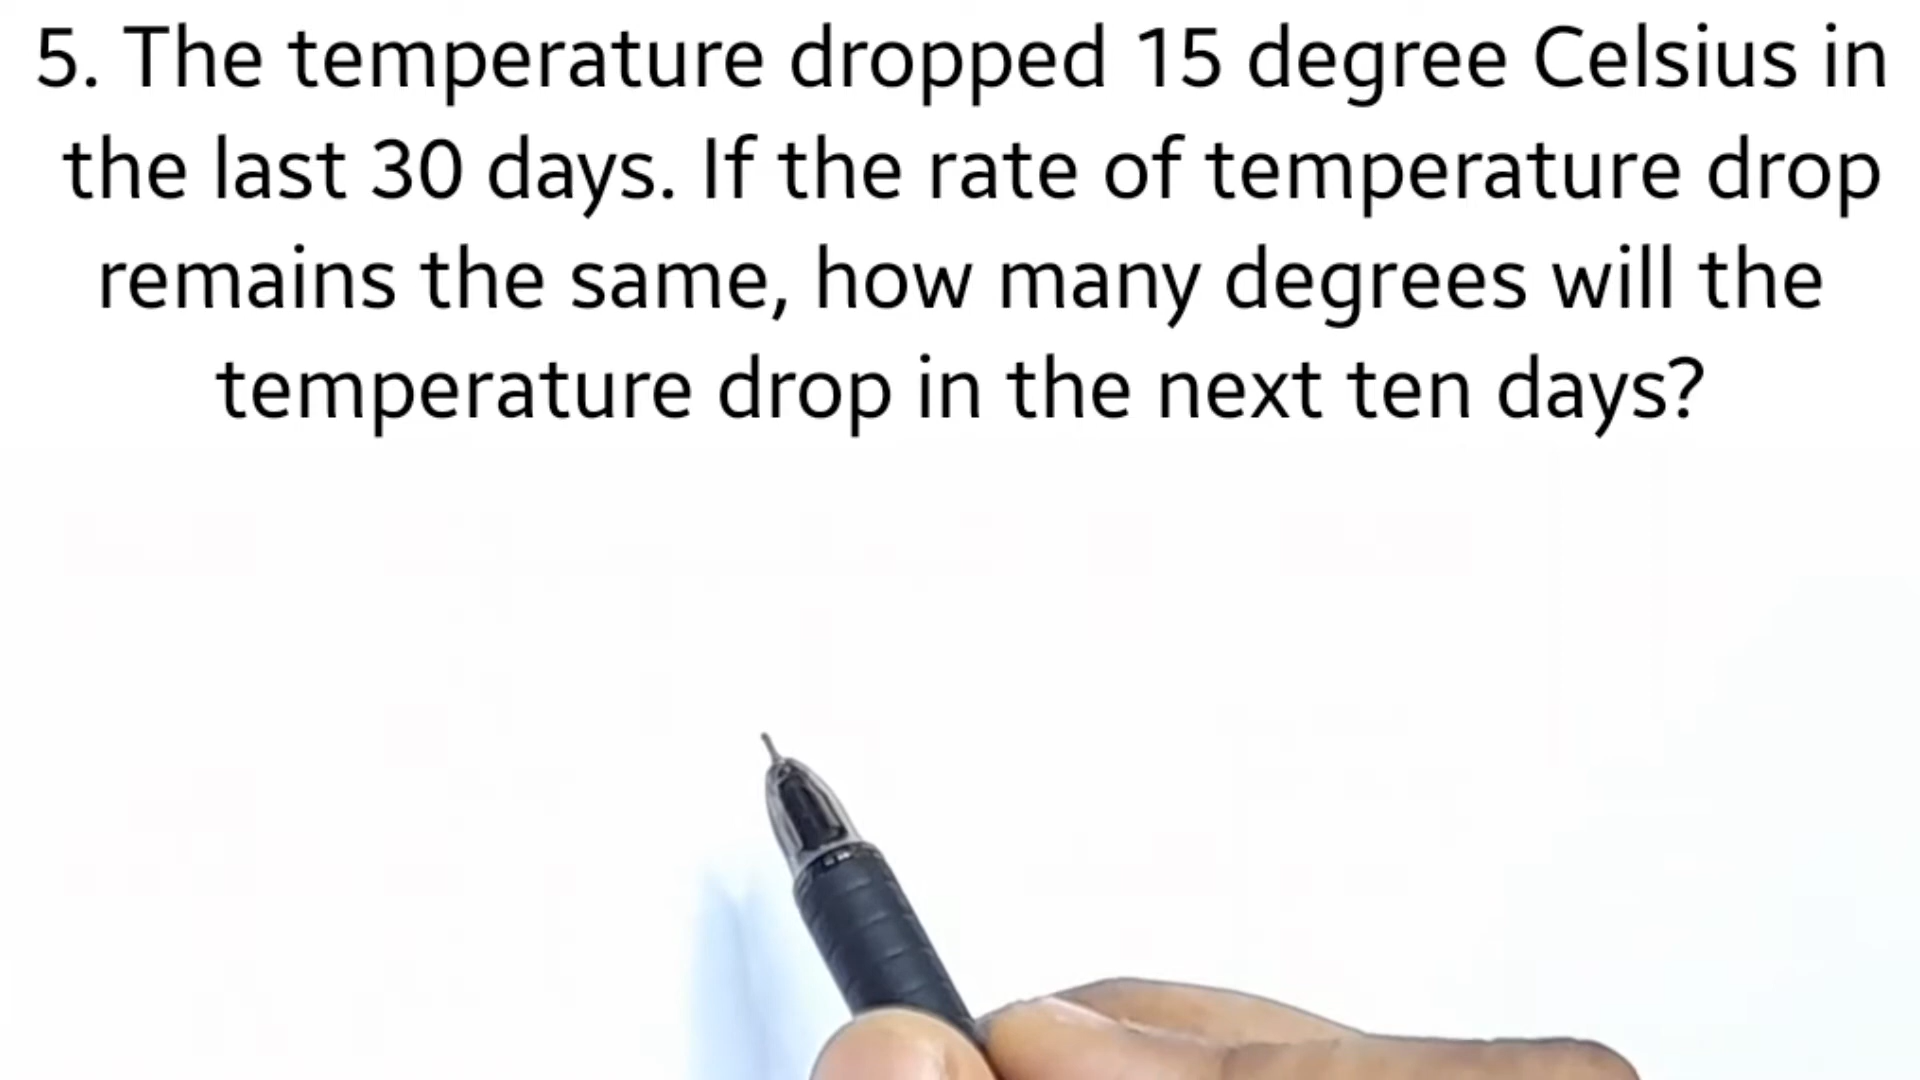 5. The temperature dropped 15 degree Celsius in
the last 30 days. If the rate of temperature drop
remains the same, how many degrees will the
temperature drop in the next ten days?